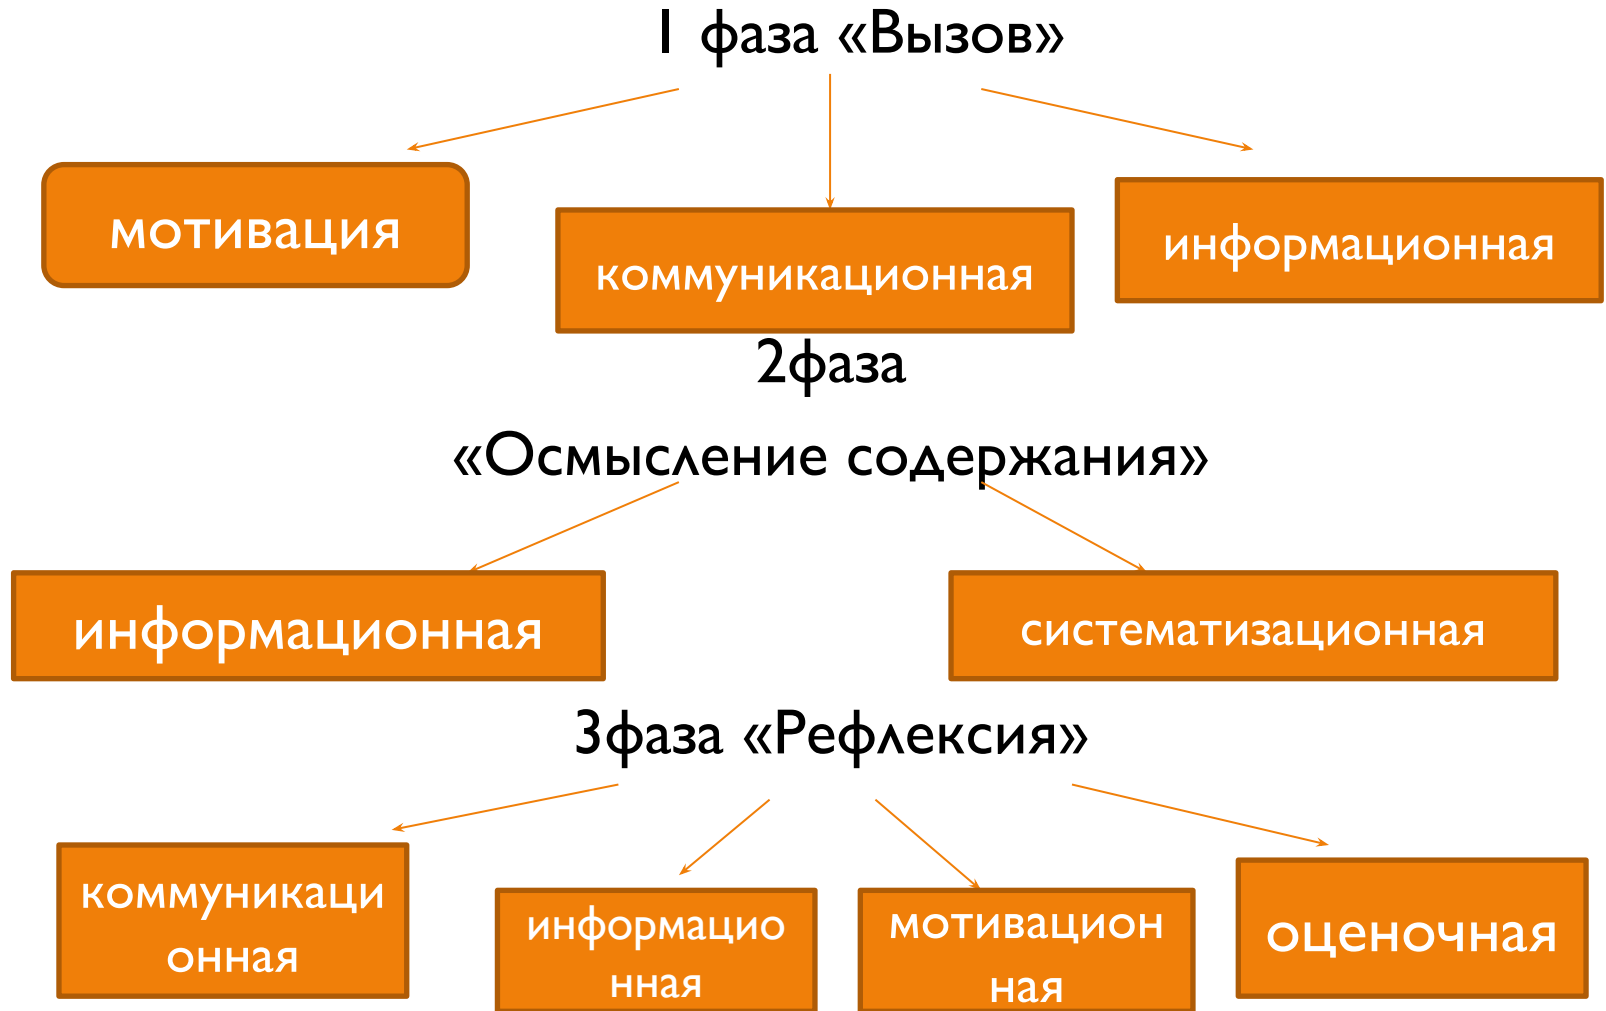 1 фаза «Вызов»
мотивация
коммуникационная
информационная
2фаза
«Осмысление содержания»
информационная
систематизационная
3фаза «Рефлексия»
коммуникаци
онная
информацио
нная
мотивацион
ная
оценочная